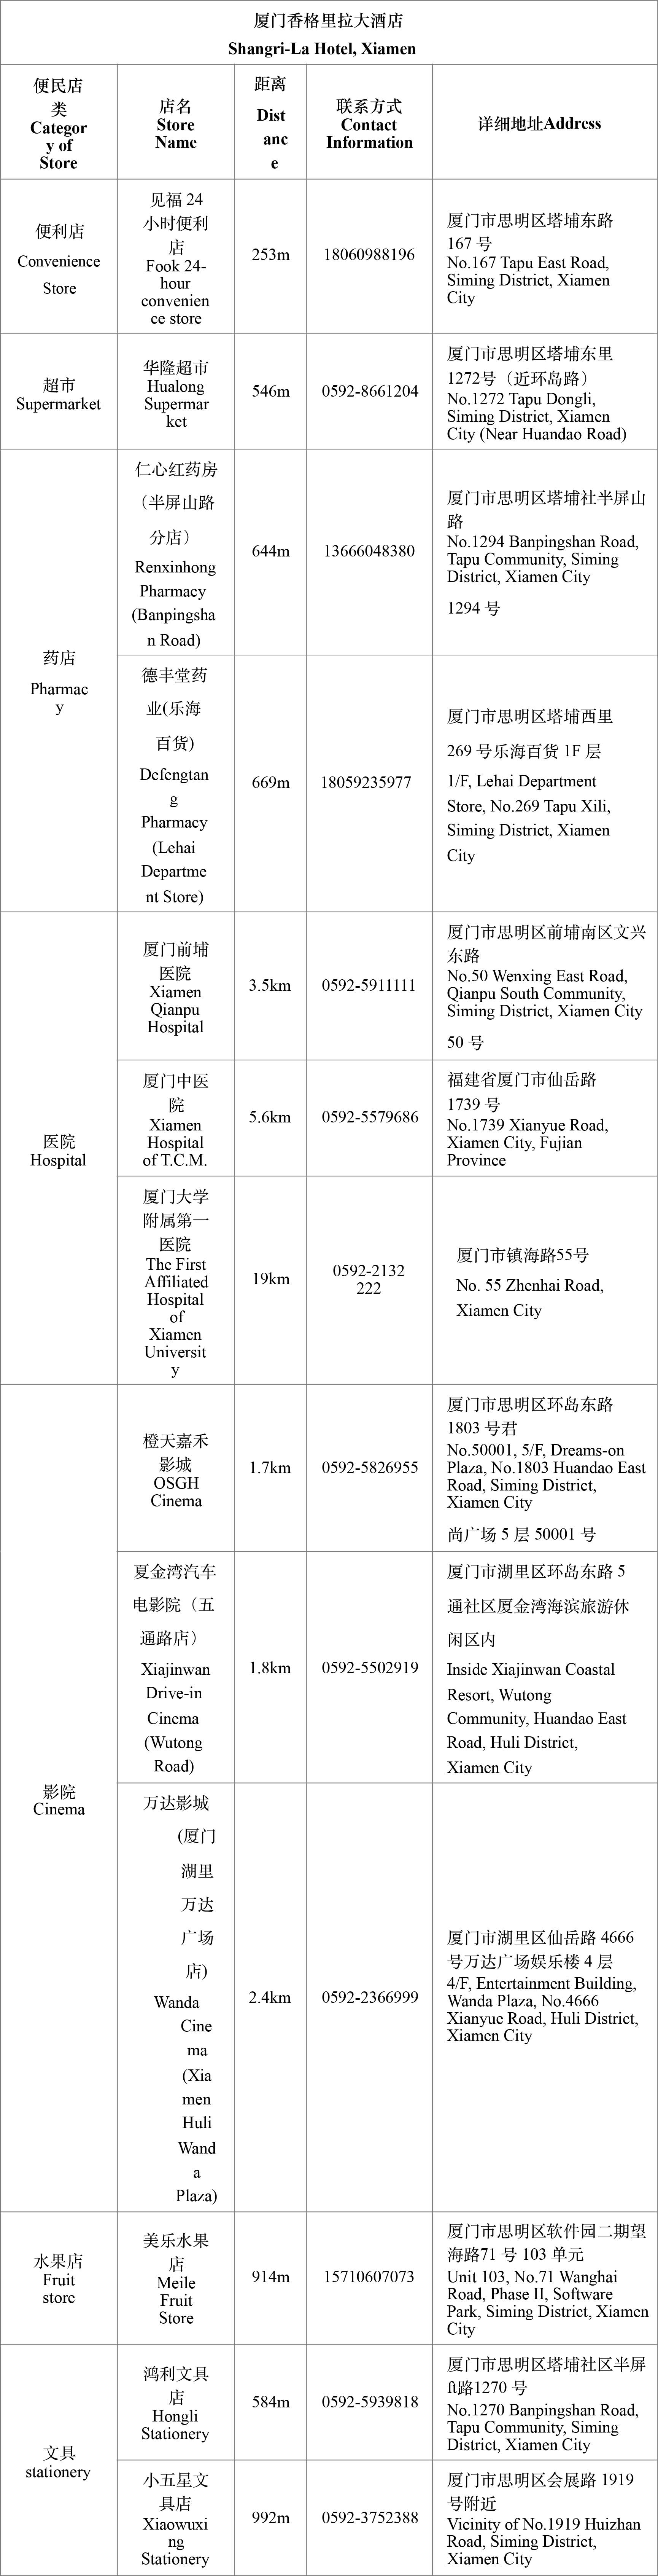 厦门香格里拉大酒店
Shangri-La Hotel, Xiamen
便民店
类
Categor
y of
Store
店名
Store
Name
距离
Dist
anc
e
联系方式
Contact
Information
详细地址Address
便利店
Convenience
Store
见福 24
小时便利
店
Fook 24-
hour
convenien
ce store
253m
18060988196
厦门市思明区塔埔东路
167 号
No.167 Tapu East Road,
Siming District, Xiamen
City
超市
Supermarket
华隆超市
Hualong
Supermar
ket
546m
0592-8661204
厦门市思明区塔埔东里
1272号（近环岛路）
No.1272 Tapu Dongli,
Siming District, Xiamen
City (Near Huandao Road)
药店
Pharmac
y
仁心红药房
（半屏山路
分店）
Renxinhong
Pharmacy
(Banpingsha
n Road)
644m
13666048380
厦门市思明区塔埔社半屏山
路
No.1294 Banpingshan Road,
Tapu Community, Siming
District, Xiamen City
1294 号
德丰堂药
业(乐海
百货)
Defengtan
g
Pharmacy
(Lehai
Departme
nt Store)
669m
18059235977
厦门市思明区塔埔西里
269 号乐海百货 1F 层
1/F, Lehai Department
Store, No.269 Tapu Xili,
Siming District, Xiamen
City
医院
Hospital
厦门前埔
医院
Xiamen
Qianpu
Hospital
3.5km
0592-5911111
厦门市思明区前埔南区文兴
东路
No.50 Wenxing East Road,
Qianpu South Community,
Siming District, Xiamen City
50 号
厦门中医
院
Xiamen
Hospital
of T.C.M.
5.6km
0592-5579686
福建省厦门市仙岳路
1739 号
No.1739 Xianyue Road,
Xiamen City, Fujian
Province
厦门大学
附属第一
医院
The First
Affiliated
Hospital
of
Xiamen
Universit
y
19km
0592-2132
222
厦门市镇海路55号
No. 55 Zhenhai Road,
Xiamen City
影院
Cinema
橙天嘉禾
影城
OSGH
Cinema
1.7km
0592-5826955
厦门市思明区环岛东路
1803 号君
No.50001, 5/F, Dreams-on
Plaza, No.1803 Huandao East
Road, Siming District,
Xiamen City
尚广场 5 层 50001 号
夏金湾汽车
电影院（五
通路店）
Xiajinwan
Drive-in
Cinema
(Wutong
Road)
1.8km
0592-5502919
厦门市湖里区环岛东路 5
通社区厦金湾海滨旅游休
闲区内
Inside Xiajinwan Coastal
Resort, Wutong
Community, Huandao East
Road, Huli District,
Xiamen City
万达影城
(厦门
湖里
万达
广场
店)
Wanda
Cine
ma
(Xia
men
Huli
Wand
a
Plaza)
2.4km
0592-2366999
厦门市湖里区仙岳路 4666
号万达广场娱乐楼 4 层
4/F, Entertainment Building,
Wanda Plaza, No.4666
Xianyue Road, Huli District,
Xiamen City
水果店
Fruit
store
美乐水果
店
Meile
Fruit
Store
914m
15710607073
厦门市思明区软件园二期望
海路71 号 103 单元
Unit 103, No.71 Wanghai
Road, Phase II, Software
Park, Siming District, Xiamen
City
文具
stationery
鸿利文具
店
Hongli
Stationery
584m
0592-5939818
厦门市思明区塔埔社区半屏
ft路1270 号
No.1270 Banpingshan Road,
Tapu Community, Siming
District, Xiamen City
小五星文
具店
Xiaowuxi
ng
Stationery
992m
0592-3752388
厦门市思明区会展路 1919
号附近
Vicinity of No.1919 Huizhan
Road, Siming District,
Xiamen City